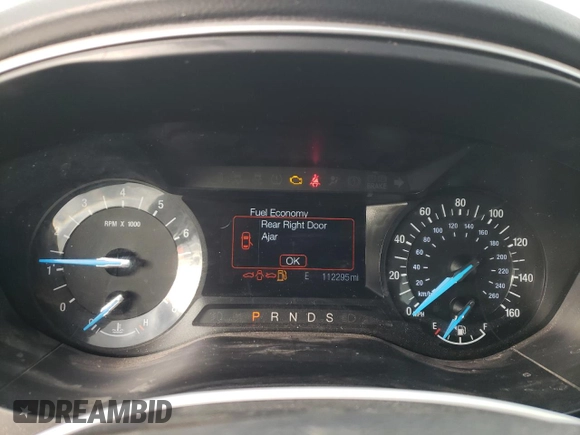 Fuel Economy
Rear Right Door
Ajar
OK
E 112295mi
P R N D S
RPM X 1000
0 1 3 4 5 6
H
0 20 40 60 80 100 120 140 160
20 40 60 80 100 120 140 160 180 200 220 240 260
km/h
MPH
E F
DREAMBID